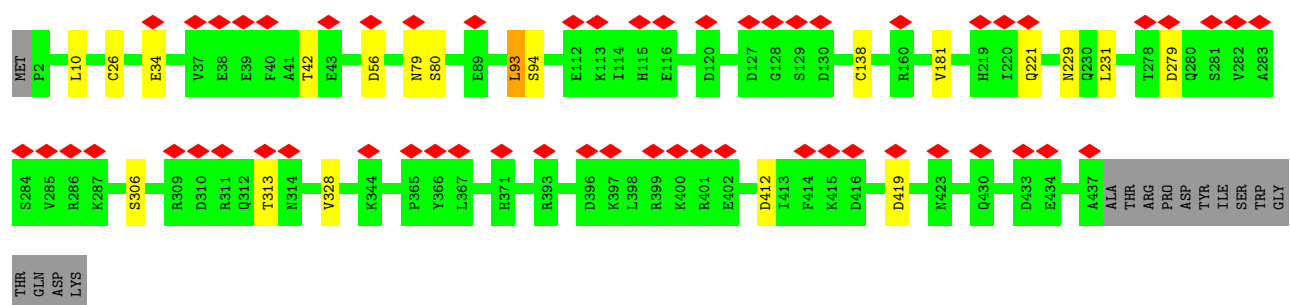 MET P2 L10 C26 E34 V37 E38 E39 F40 A41 T42 E43 D56 N79 S80 E89 L93 S94 E112 K113 I114 H115 E116 D120 D127 G128 S129 D130 C138 R160 V181 H219 I220 Q221 N229 Q230 L231 T278 D279 Q280 S281 V282 A283
S284 V285 R286 K287 S306 R309 D310 R311 Q312 T313 N314 V328 K344 P365 Y366 L367 H371 R393 D396 K397 L398 R399 K400 R401 E402 D412 I413 F414 K415 D416 D419 N423 Q430 D433 E434 A437 ALA THR ARG PRO ASP TYR ILE SER TRP GLY
THR GLN ASP LYS